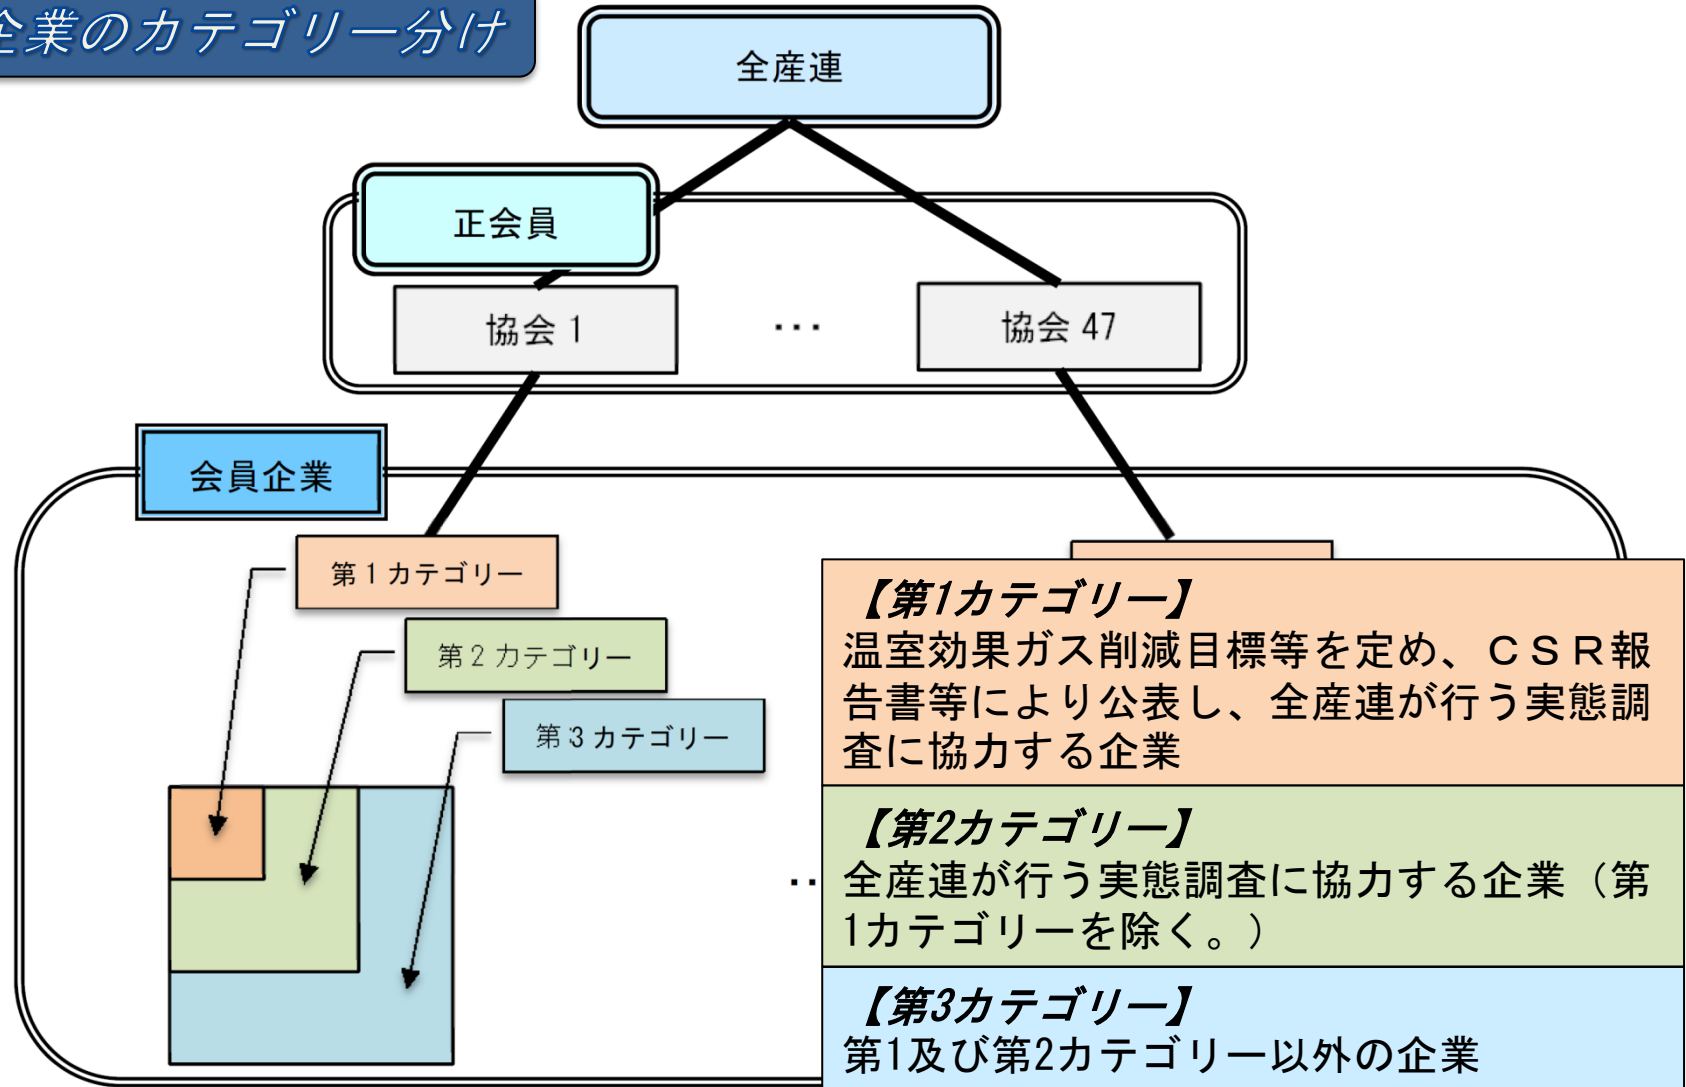 企業のカテゴリー分け
全産連
正会員
協会 1
･･･
協会 47
会員企業
第 1 カテゴリー
第 2 カテゴリー
第 3 カテゴリー
‥
【第1カテゴリー】
温室効果ガス削減目標等を定め、ＣＳＲ報
告書等により公表し、全産連が行う実態調
査に協力する企業
【第2カテゴリー】
全産連が行う実態調査に協力する企業（第
1カテゴリーを除く。）
【第3カテゴリー】
第1及び第2カテゴリー以外の企業